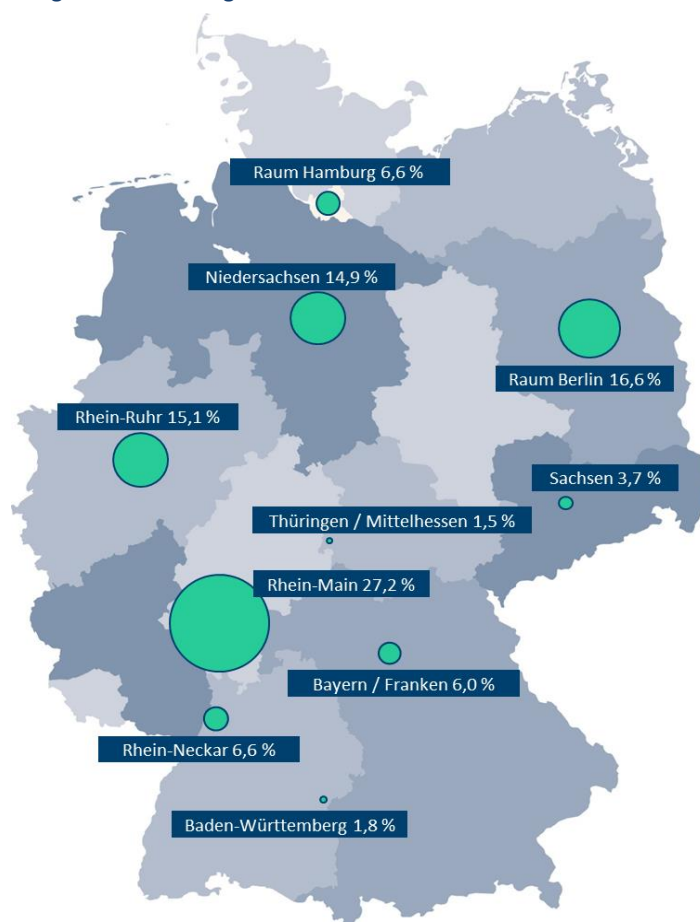 Raum Hamburg 6,6 %
Niedersachsen 14,9 %
Raum Berlin 16,6 %
Rhein-Ruhr 15,1 %
Sachsen 3,7 %
Thüringen / Mittelhessen 1,5 %
Rhein-Main 27,2 %
Bayern / Franken 6,0 %
Rhein-Neckar 6,6 %
Baden-Württemberg 1,8 %